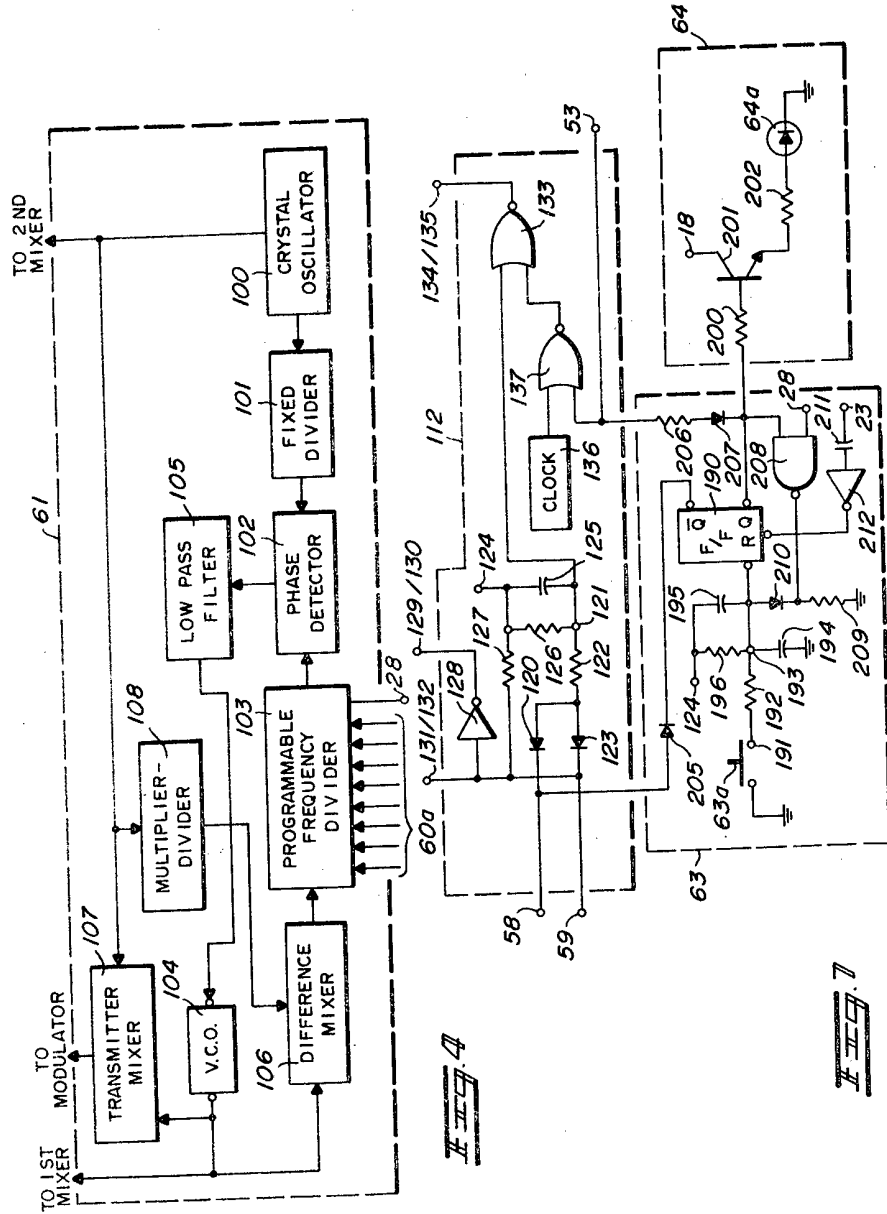 TO 1ST
MIXER
TO
MODULATOR
TO 2ND
MIXER
61
107
TRANSMITTER
MIXER
108
MULTIPLIER-
DIVIDER
105
LOW PASS
FILTER
104
V.C.O.
100
CRYSTAL
OSCILLATOR
101
FIXED
DIVIDER
102
PHASE
DETECTOR
103
PROGRAMMABLE
FREQUENCY
DIVIDER
106
DIFFERENCE
MIXER
60a
28
Fig. 4
112
131/132
129/130
128
124
127
125
126
121
120
122
123
58
59
134/135
133
137
CLOCK
136
53
206
207
205
63
63a
191
192
193
194
124
196
195
209
210
Q̅
F/F
R Q
190
208
28
211
23
212
64
18
201
200
202
64a
Fig. 7